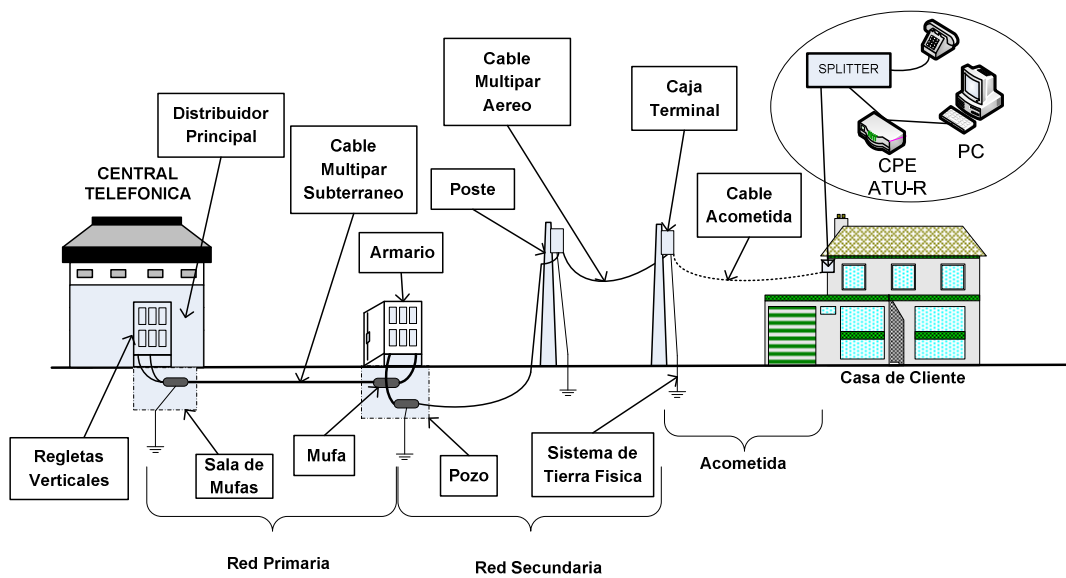 CENTRAL
TELEFONICA
Distribuidor
Principal
Cable
Multipar
Subterraneo
Armario
Poste
Cable
Multipar
Aereo
Caja
Terminal
Cable
Acometida
SPLITTER
CPE
ATU-R
PC
Casa de Cliente
Regletas
Verticales
Sala de
Mufas
Mufa
Pozo
Sistema de
Tierra Fisica
Acometida
Red Primaria
Red Secundaria